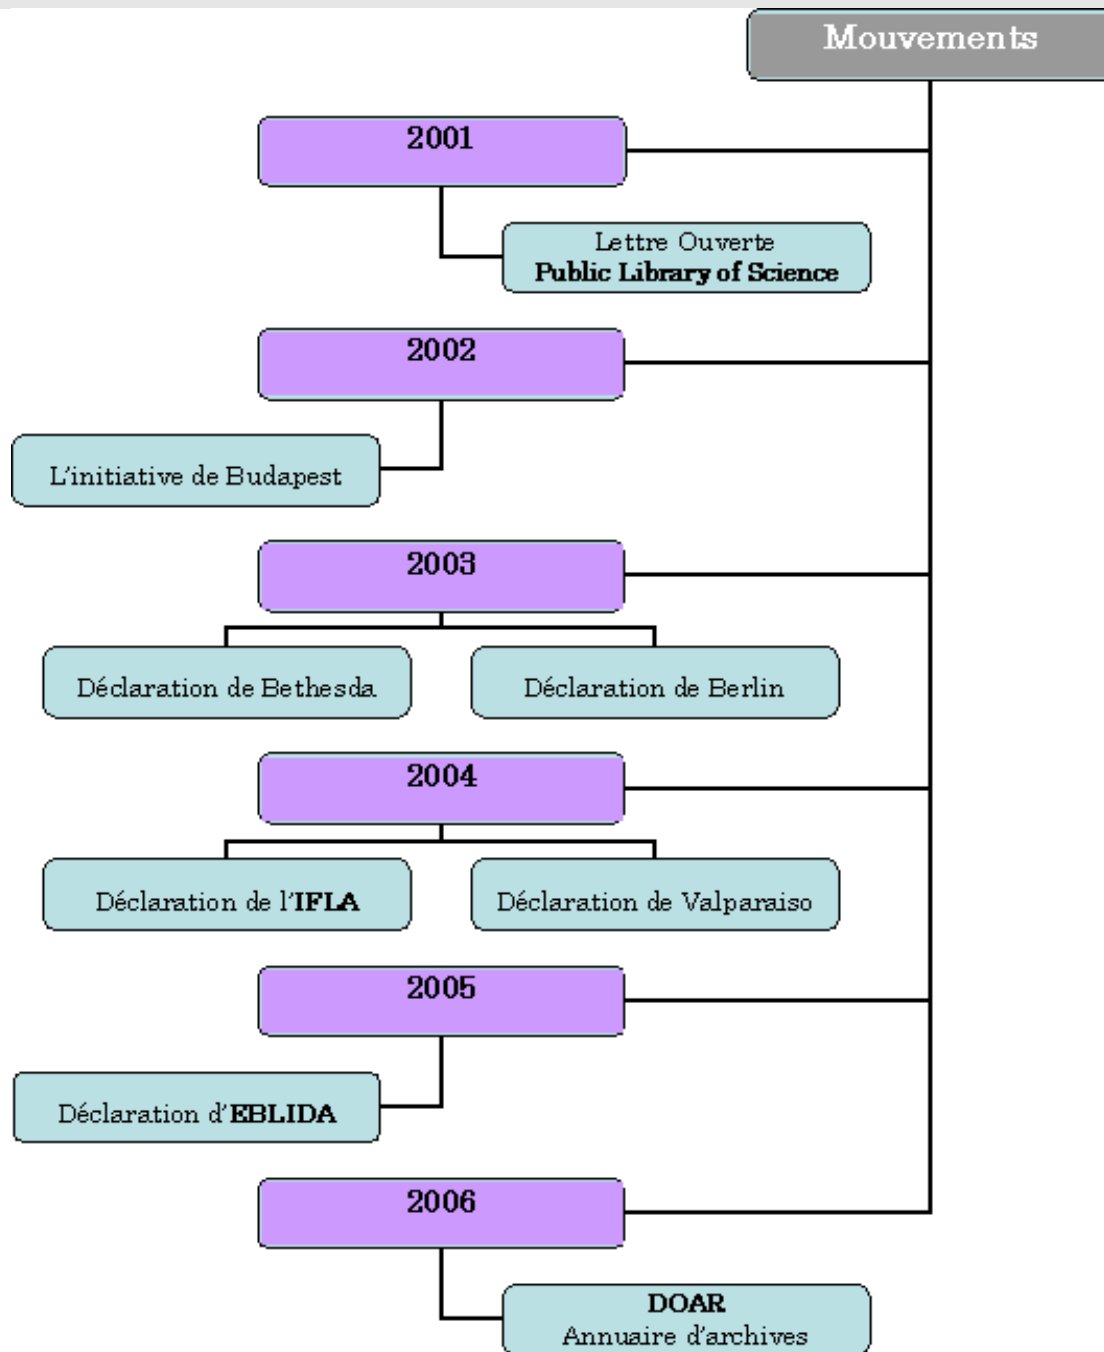 Mouvements
2001
Lettre Ouverte
Public Library of Science
2002
L'initiative de Budapest
2003
Déclaration de Bethesda
Déclaration de Berlin
2004
Déclaration de l'IFLA
Déclaration de Valparaiso
2005
Déclaration d'EBLIDA
2006
DOAR
Annuaire d'archives